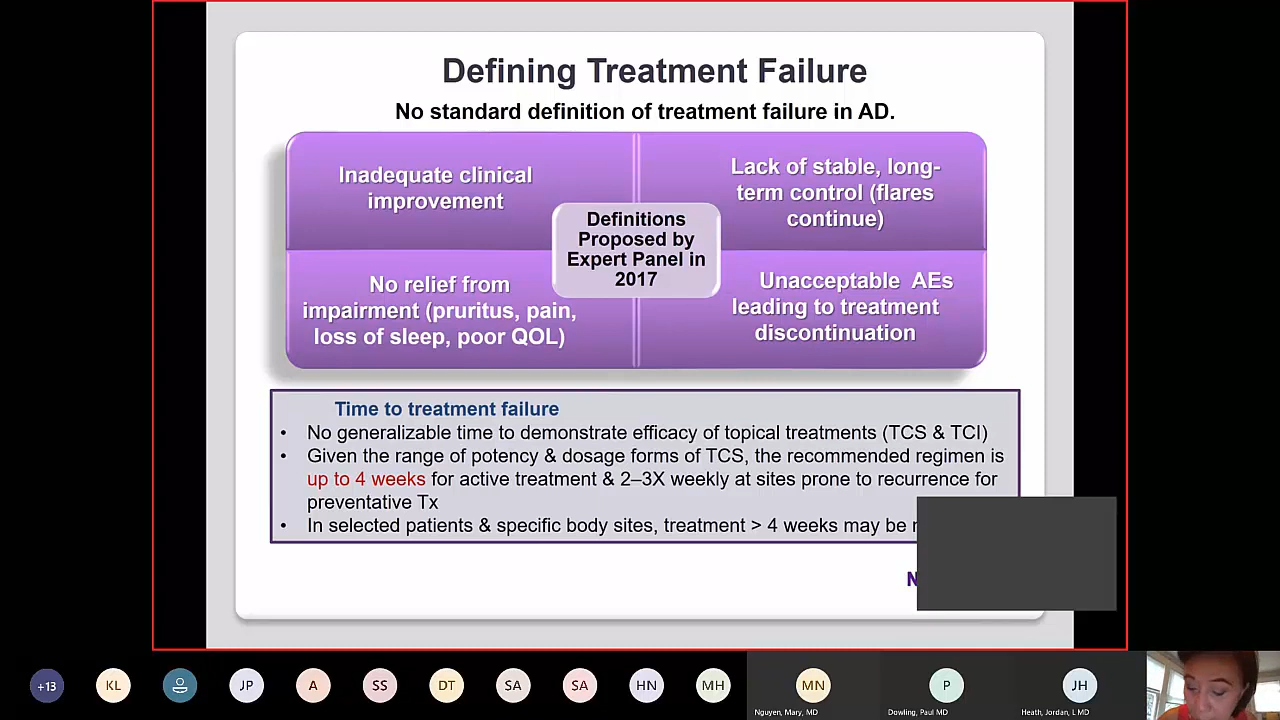 Defining Treatment Failure
No standard definition of treatment failure in AD.
Inadequate clinical
improvement
Lack of stable, long-
term control (flares
continue)
Definitions
Proposed by
Expert Panel in
2017
No relief from
impairment (pruritus, pain,
loss of sleep, poor QOL)
Unacceptable AEs
leading to treatment
discontinuation
Time to treatment failure
• No generalizable time to demonstrate efficacy of topical treatments (TCS & TCI)
• Given the range of potency & dosage forms of TCS, the recommended regimen is
up to 4 weeks for active treatment & 2–3X weekly at sites prone to recurrence for
preventative Tx
• In selected patients & specific body sites, treatment > 4 weeks may be
+13
KL
JP
A
SS
DT
SA
SA
HN
MH
MN
P
JH
Nguyen, Mary, MD
Dowling, Paul MD
Heath, Jordan, L MD